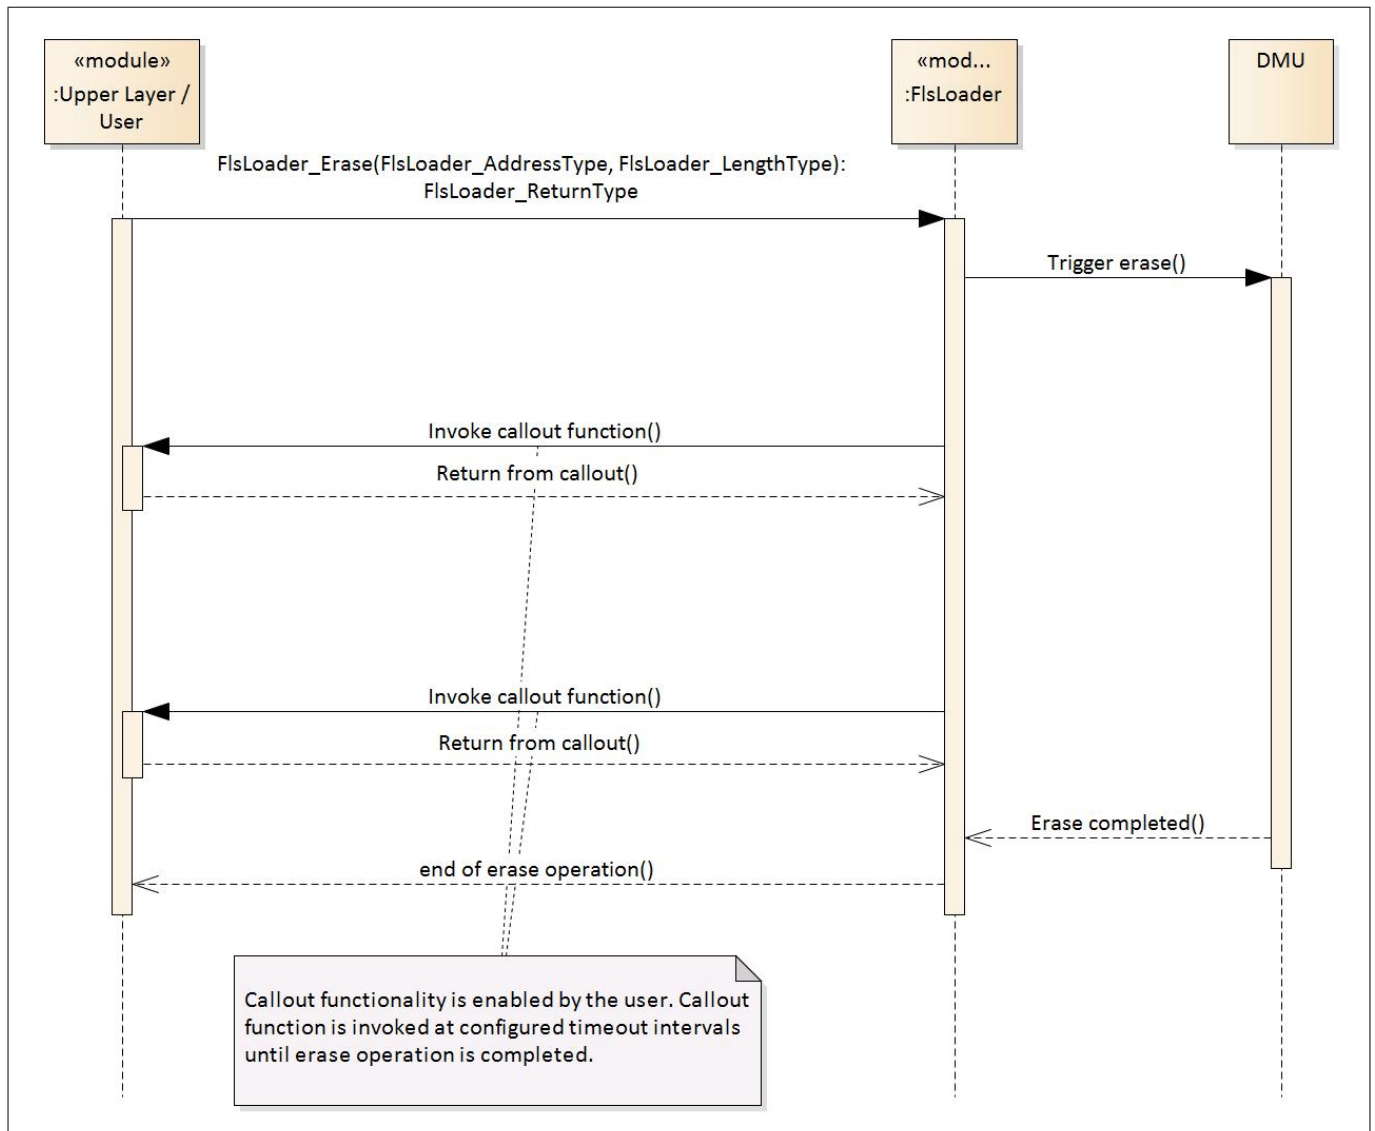 «module»
:Upper Layer /
User
«mod...
:FlsLoader
DMU
FlsLoader_Erase(FlsLoader_AddressType, FlsLoader_LengthType):
FlsLoader_ReturnType
Trigger erase()
Invoke callout function()
Return from callout()
Invoke callout function()
Return from callout()
Erase completed()
end of erase operation()
Callout functionality is enabled by the user. Callout
function is invoked at configured timeout intervals
until erase operation is completed.